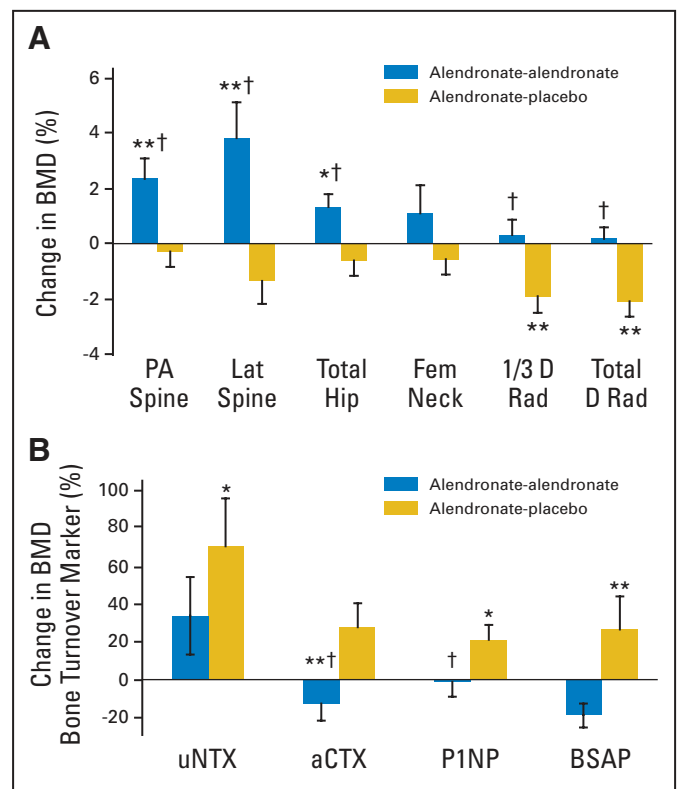 A
Alendronate-alendronate
Alendronate-placebo
Change in BMD (%)
6
4
2
0
-2
-4
**†
**†
*†
†
†
**
**
PA
Spine
Lat
Spine
Total
Hip
Fem
Neck
1/3 D
Rad
Total
D Rad
B
Alendronate-alendronate
Alendronate-placebo
Change in BMD
Bone Turnover Marker (%)
100
80
60
40
20
0
-20
*
**†
†
*
**
uNTX
aCTX
P1NP
BSAP